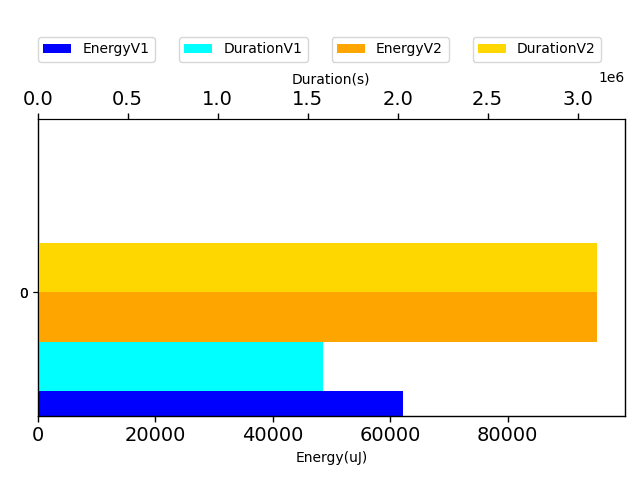 EnergyV1 DurationV1 EnergyV2 DurationV2
Duration(s)
1e6
0.0 0.5 1.0 1.5 2.0 2.5 3.0
0
0 20000 40000 60000 80000
Energy(uJ)